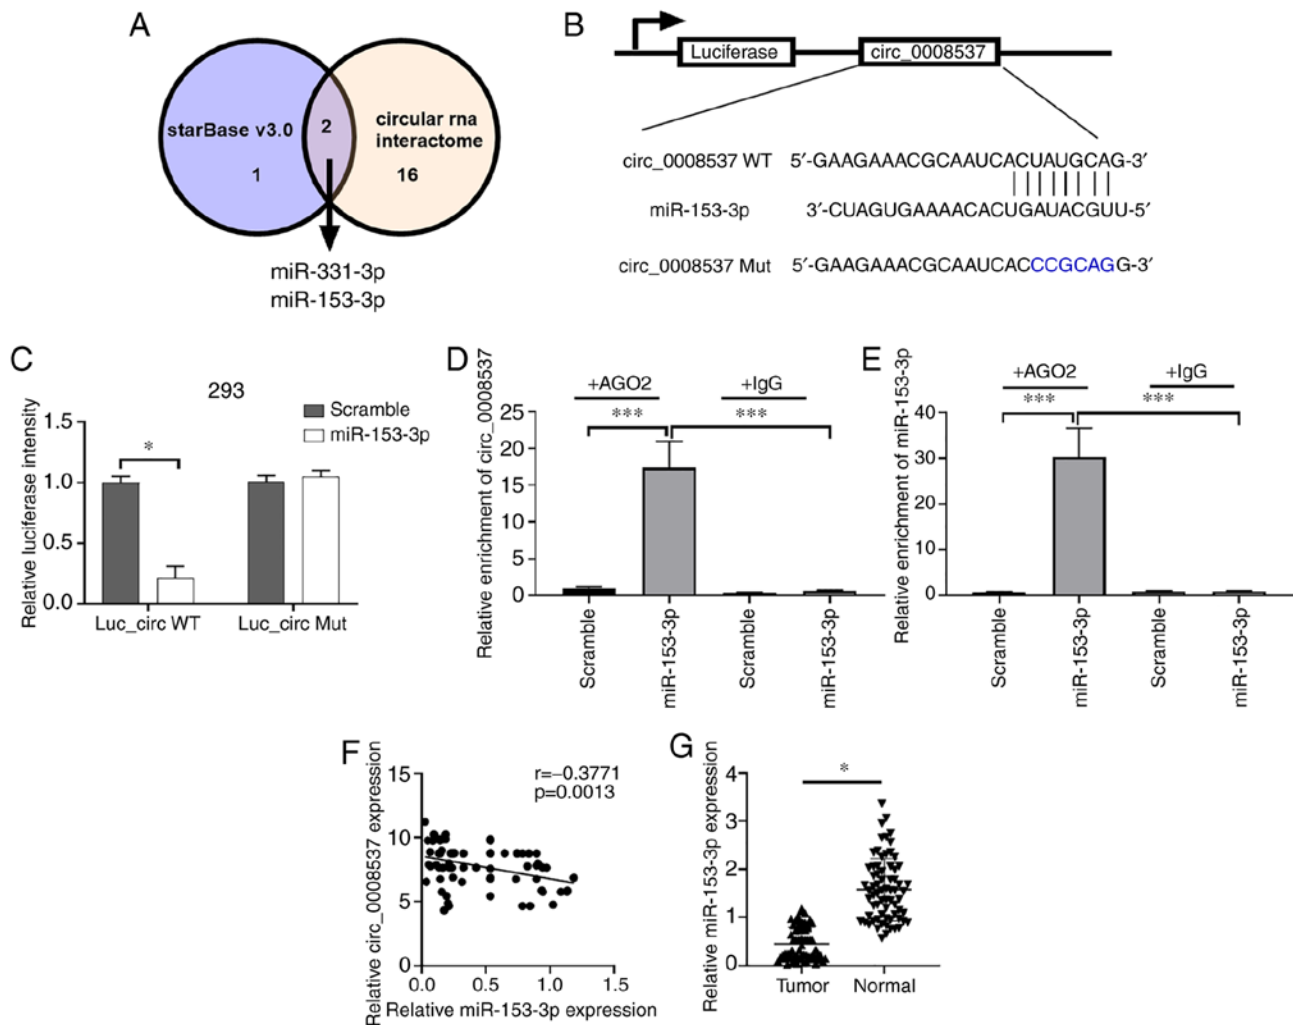 A
starBase v3.0
2
circular rna
interactome
1
16
miR-331-3p
miR-153-3p
B
Luciferase
circ_0008537
circ_0008537 WT 5′-GAAGAAACGCAAUCACUAUGCAG-3′
miR-153-3p 3′-CUAGUGAAAACACUGAUACGUU-5′
circ_0008537 Mut 5′-GAAGAAACGCAAUCACCCGCAGG-3′
C
293
Relative luciferase intensity
1.5
1.0
0.5
0.0
Scramble
miR-153-3p
*
Luc_circ WT
Luc_circ Mut
D
Relative enrichment of circ_0008537
+AGO2
+IgG
***
***
25
20
15
10
5
0
Scramble
miR-153-3p
Scramble
miR-153-3p
E
Relative enrichment of miR-153-3p
+AGO2
+IgG
***
***
40
30
20
10
0
Scramble
miR-153-3p
Scramble
miR-153-3p
F
Relative circ_0008537 expression
15
10
5
0
r=−0.3771
p=0.0013
0.0
0.5
1.0
1.5
Relative miR-153-3p expression
G
Relative miR-153-3p expression
4
3
2
1
0
*
Tumor
Normal